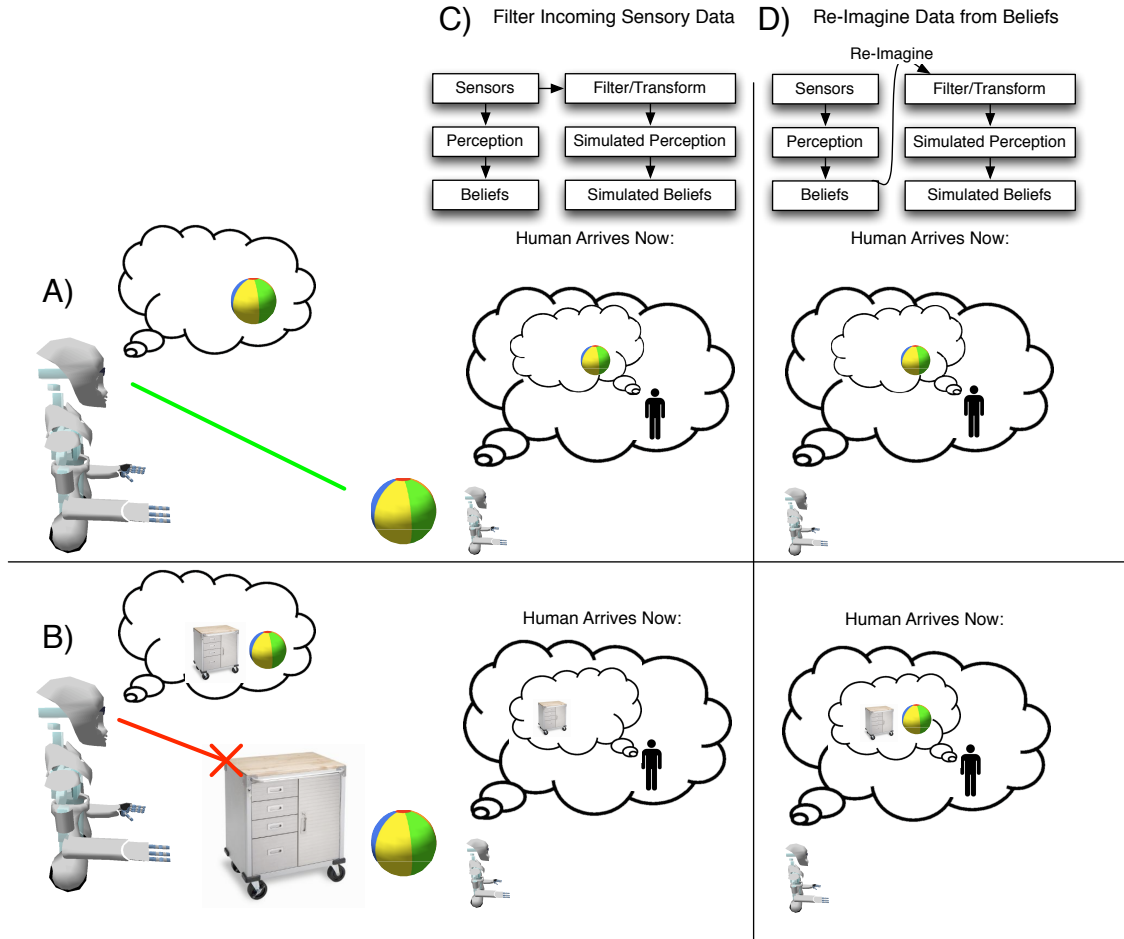 C) Filter Incoming Sensory Data
D) Re-Imagine Data from Beliefs
Sensors
Filter/Transform
Perception
Simulated Perception
Beliefs
Simulated Beliefs
Re-Imagine
Sensors
Filter/Transform
Perception
Simulated Perception
Beliefs
Simulated Beliefs
A)
Human Arrives Now:
Human Arrives Now:
B)
Human Arrives Now:
Human Arrives Now: